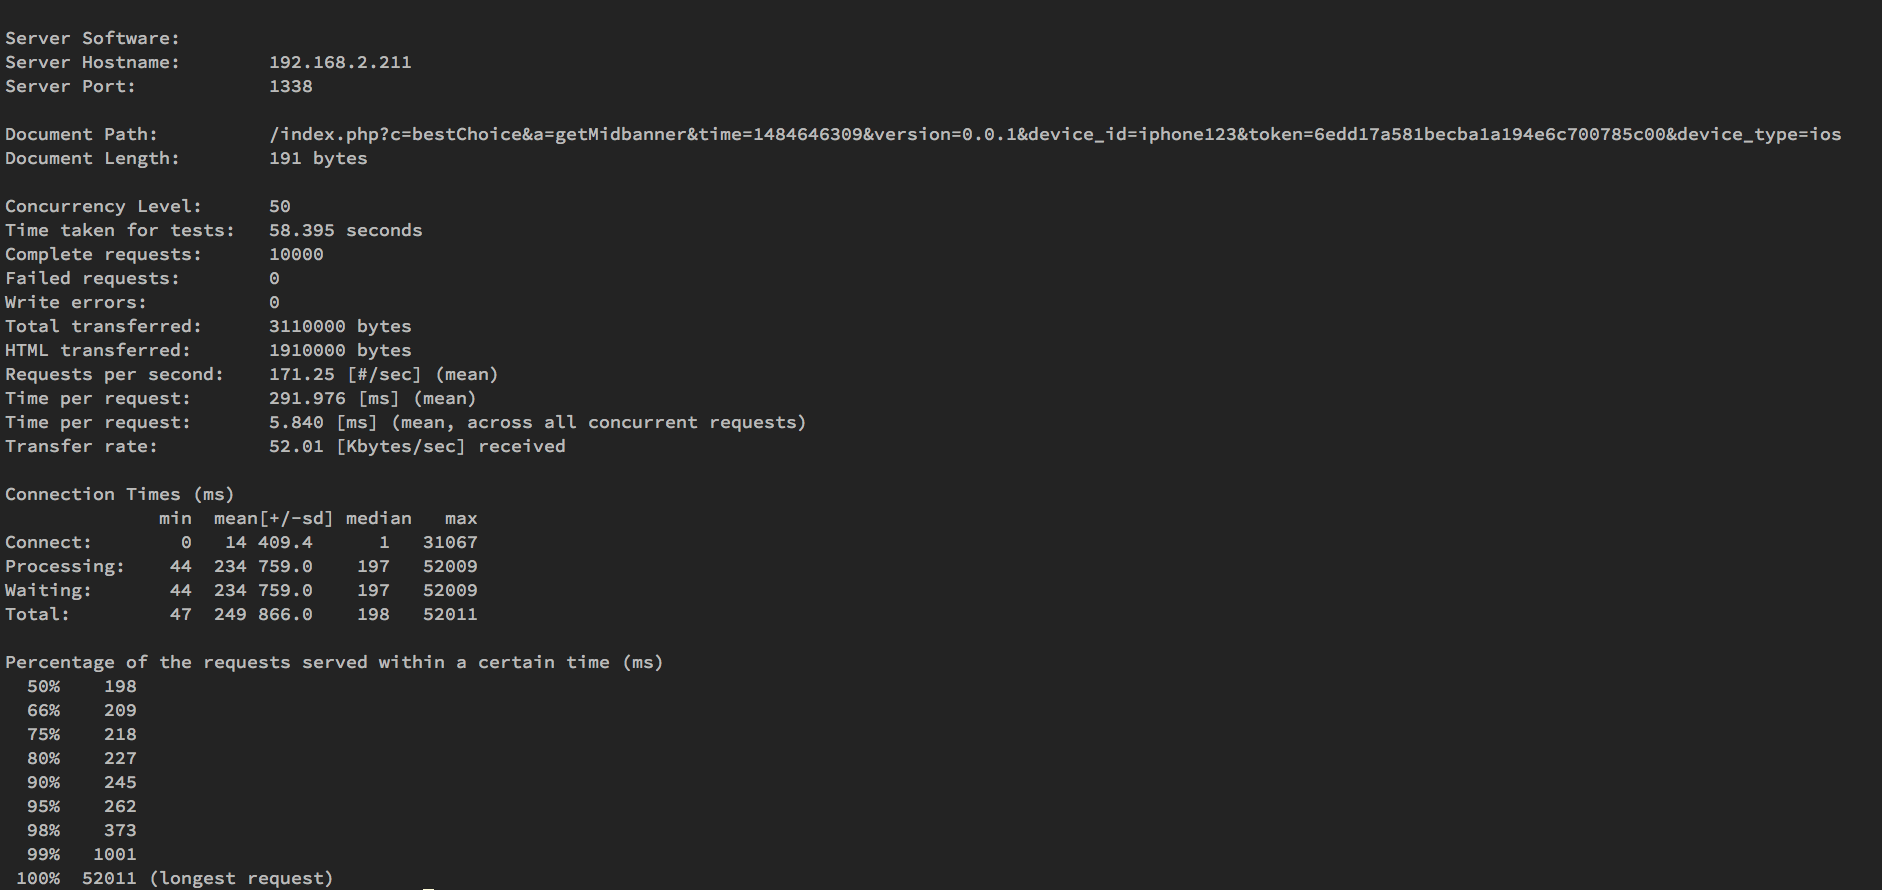 Server Software:
Server Hostname:        192.168.2.211
Server Port:            1338
Document Path:          /index.php?c=bestChoice&a=getMidbanner&time=1484646309&version=0.0.1&device_id=iphone123&token=6edd17a581becba1a194e6c700785c00&device_type=ios
Document Length:        191 bytes
Concurrency Level:      50
Time taken for tests:   58.395 seconds
Complete requests:      10000
Failed requests:        0
Write errors:           0
Total transferred:      3110000 bytes
HTML transferred:       1910000 bytes
Requests per second:    171.25 [#/sec] (mean)
Time per request:       291.976 [ms] (mean)
Time per request:       5.840 [ms] (mean, across all concurrent requests)
Transfer rate:          52.01 [Kbytes/sec] received
Connection Times (ms)
              min  mean[+/-sd] median   max
Connect:        0   14 409.4      1   31067
Processing:    44  234 759.0    197   52009
Waiting:       44  234 759.0    197   52009
Total:         47  249 866.0    198   52011
Percentage of the requests served within a certain time (ms)
  50%    198
  66%    209
  75%    218
  80%    227
  90%    245
  95%    262
  98%    373
  99%   1001
 100%  52011 (longest request)